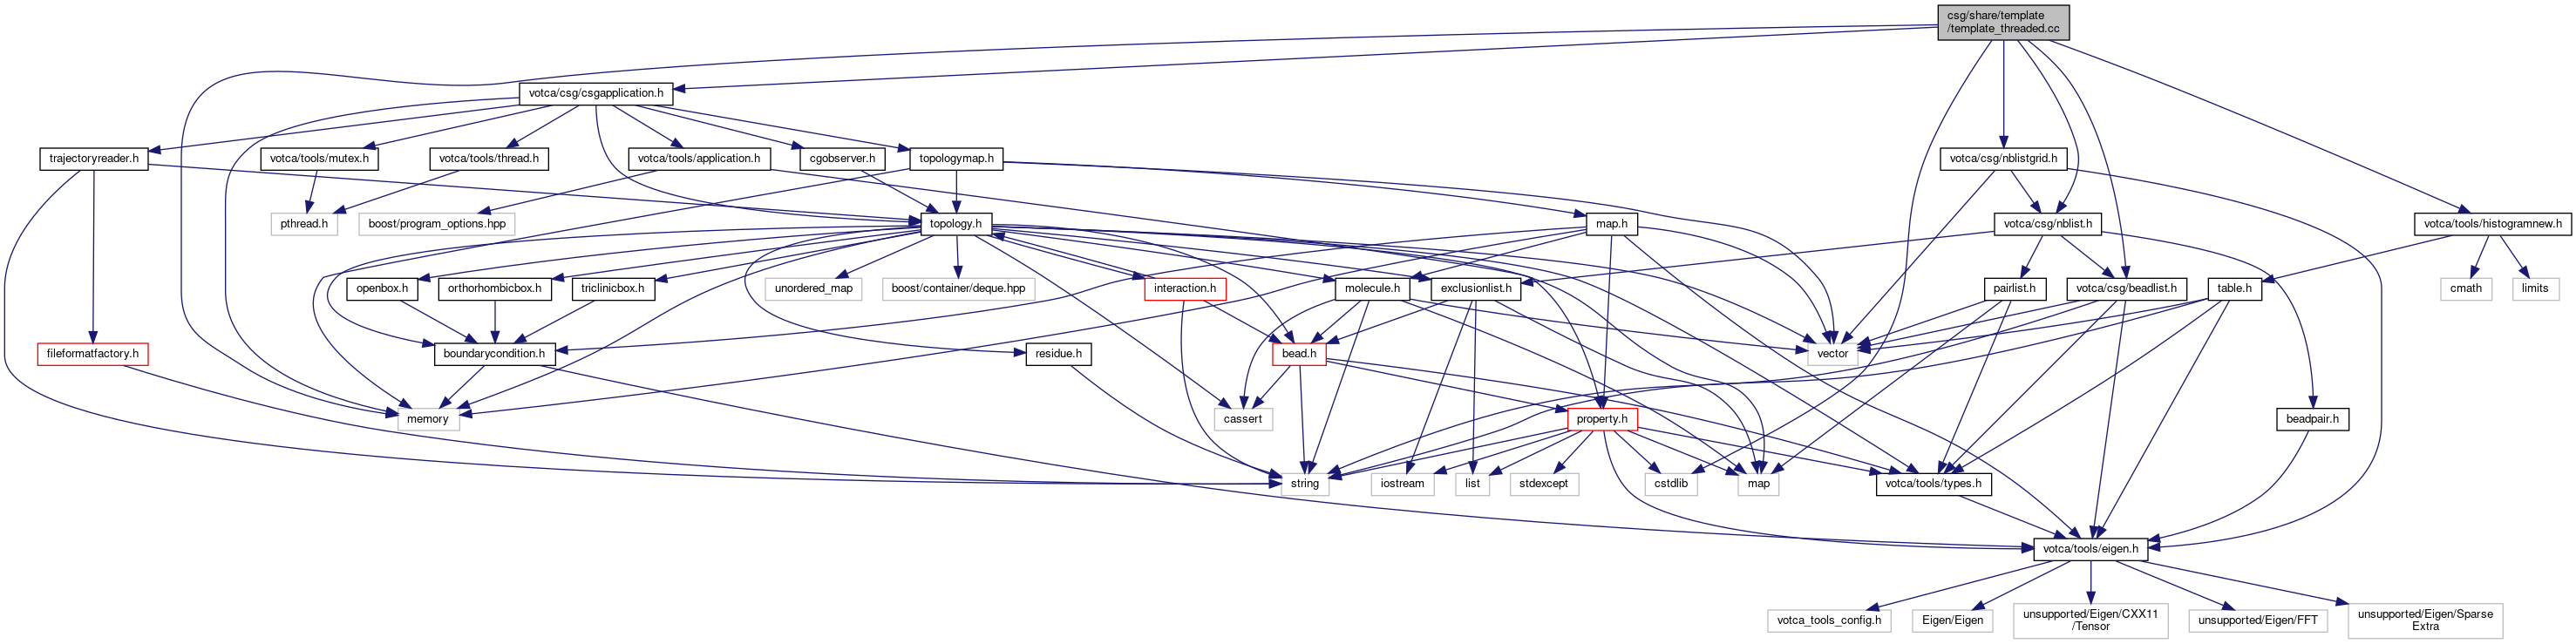 csg/share/template
/template_threaded.cc
votca/csg/csgapplication.h
trajectoryreader.h
votca/tools/mutex.h
votca/tools/thread.h
votca/tools/application.h
cgobserver.h
topologymap.h
votca/csg/nblistgrid.h
pthread.h
boost/program_options.hpp
topology.h
map.h
votca/csg/nblist.h
votca/tools/histogramnew.h
openbox.h
orthorhombicbox.h
triclinicbox.h
unordered_map
boost/container/deque.hpp
interaction.h
molecule.h
exclusionlist.h
pairlist.h
votca/csg/beadlist.h
table.h
cmath
limits
fileformatfactory.h
boundarycondition.h
residue.h
bead.h
vector
memory
cassert
property.h
beadpair.h
string
iostream
list
stdexcept
cstdlib
map
votca/tools/types.h
votca/tools/eigen.h
votca_tools_config.h
Eigen/Eigen
unsupported/Eigen/CXX11
/Tensor
unsupported/Eigen/FFT
unsupported/Eigen/Sparse
Extra